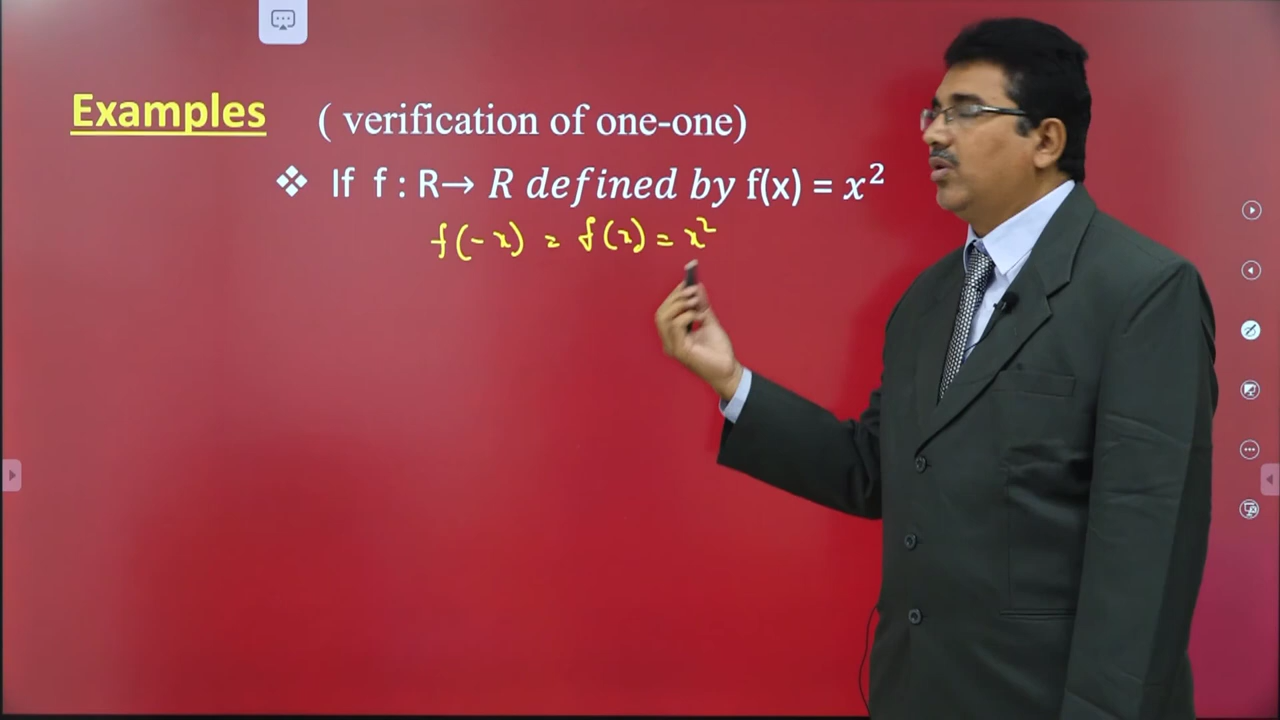 Examples ( verification of one-one)
❖ If f : R→ R defined by f(x) = x²
f(-x) = f(x) = x²